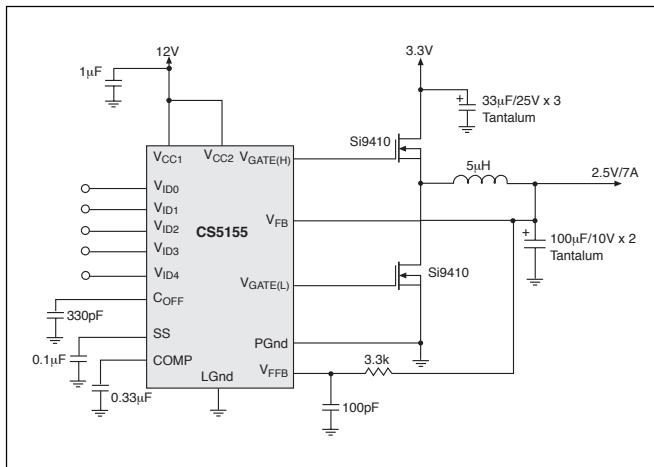 12V
1μF
3.3V
33μF/25V x 3
Tantalum
Si9410
5μH
2.5V/7A
VCC1
VCC2
VGATE(H)
VID0
VID1
VID2
VID3
VID4
CS5155
VFB
100μF/10V x 2
Tantalum
Si9410
VGATE(L)
COFF
330pF
SS
0.1μF
COMP
0.33μF
LGnd
PGnd
VFFB
3.3k
100pF